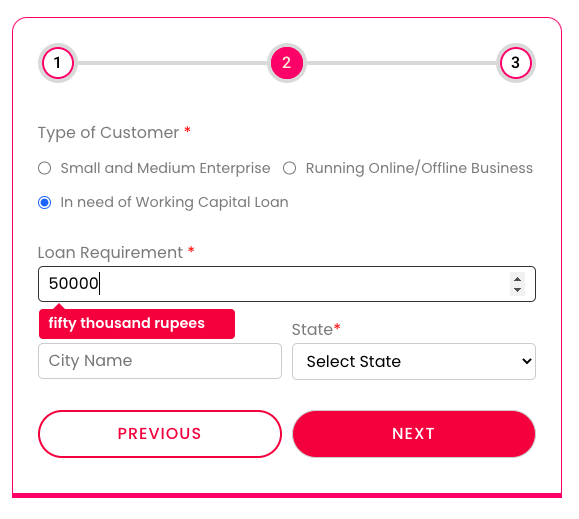 1 2 3
Type of Customer *
Small and Medium Enterprise Running Online/Offline Business
In need of Working Capital Loan
Loan Requirement *
50000
fifty thousand rupees
State*
City Name Select State
PREVIOUS NEXT